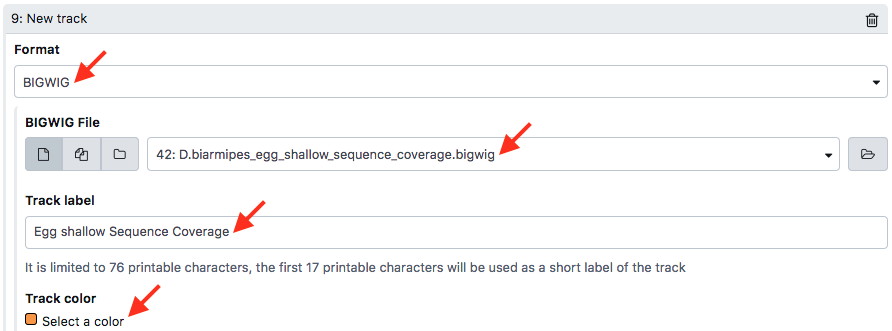 9: New track
Format
BIGWIG
BIGWIG File
42: D.biarmipes_egg_shallow_sequence_coverage.bigwig
Track label
Egg shallow Sequence Coverage
It is limited to 76 printable characters, the first 17 printable characters will be used as a short label of the track
Track color
Select a color